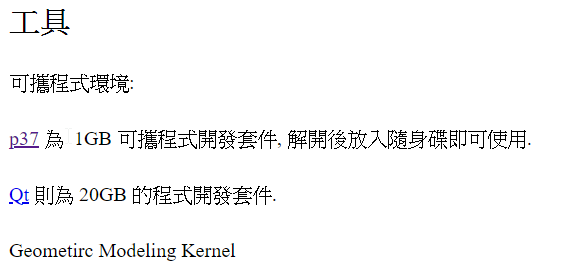 工具
可攜程式環境:
p37 為 1GB 可攜程式開發套件, 解開後放入隨身碟即可使用.
Qt 則為 20GB 的程式開發套件.
Geometirc Modeling Kernel